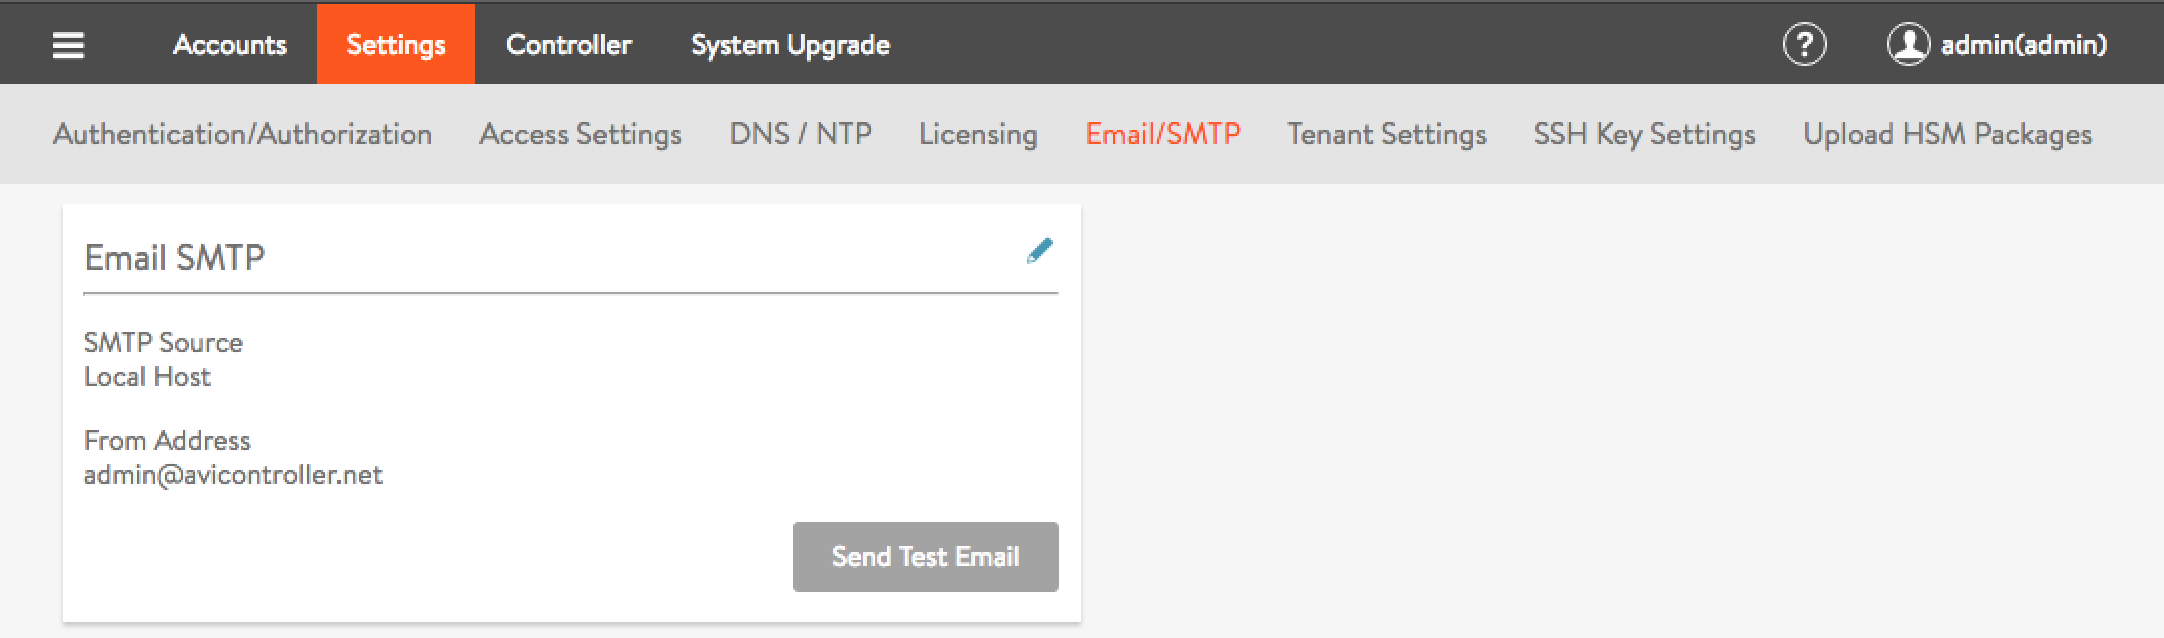 Accounts Settings Controller System Upgrade ? admin(admin)
Authentication/Authorization Access Settings DNS / NTP Licensing Email/SMTP Tenant Settings SSH Key Settings Upload HSM Packages
Email SMTP
SMTP Source
Local Host
From Address
admin@avicontroller.net
Send Test Email